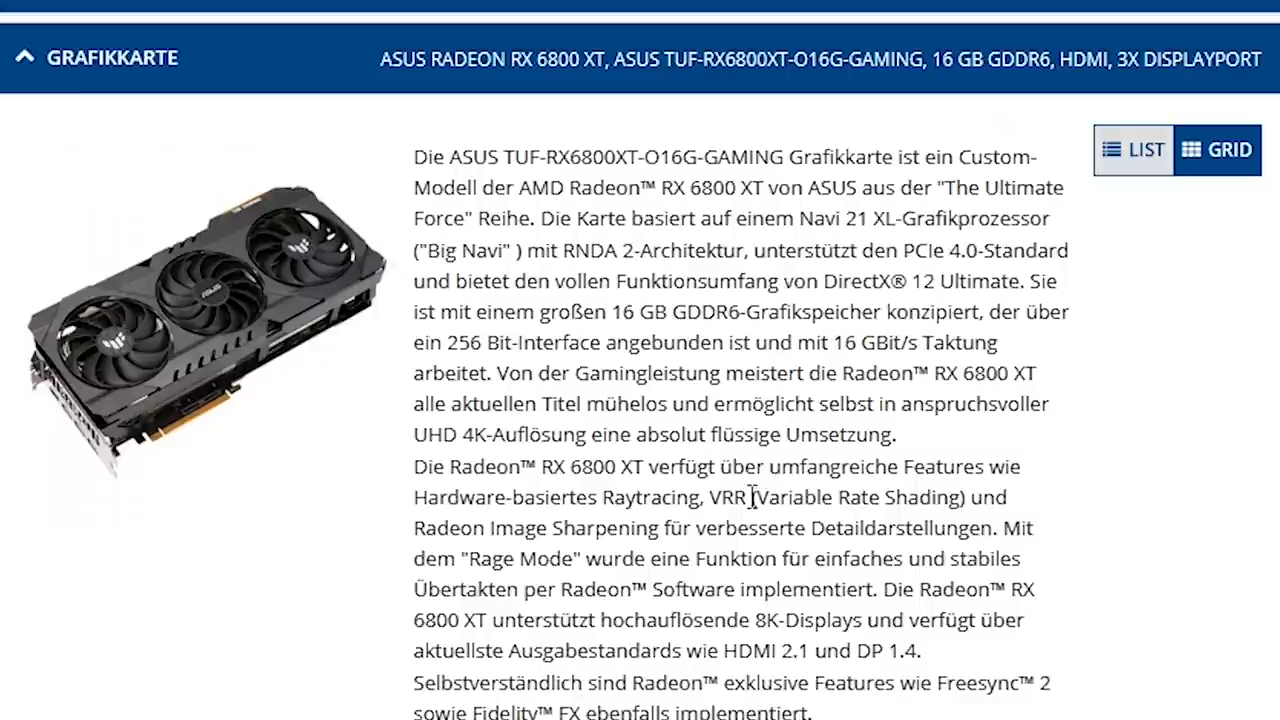 GRAFIKKARTE
ASUS RADEON RX 6800 XT, ASUS TUF-RX6800XT-O16G-GAMING, 16 GB GDDR6, HDMI, 3X DISPLAYPORT
LIST GRID
Die ASUS TUF-RX6800XT-O16G-GAMING Grafikkarte ist ein Custom-
Modell der AMD Radeon™ RX 6800 XT von ASUS aus der "The Ultimate
Force" Reihe. Die Karte basiert auf einem Navi 21 XL-Grafikprozessor
("Big Navi" ) mit RNDA 2-Architektur, unterstützt den PCIe 4.0-Standard
und bietet den vollen Funktionsumfang von DirectX® 12 Ultimate. Sie
ist mit einem großen 16 GB GDDR6-Grafikspeicher konzipiert, der über
ein 256 Bit-Interface angebunden ist und mit 16 GBit/s Taktung
arbeitet. Von der Gamingleistung meistert die Radeon™ RX 6800 XT
alle aktuellen Titel mühelos und ermöglicht selbst in anspruchsvoller
UHD 4K-Auflösung eine absolut flüssige Umsetzung.
Die Radeon™ RX 6800 XT verfügt über umfangreiche Features wie
Hardware-basiertes Raytracing, VRR (Variable Rate Shading) und
Radeon Image Sharpening für verbesserte Detaildarstellungen. Mit
dem "Rage Mode" wurde eine Funktion für einfaches und stabiles
Übertakten per Radeon™ Software implementiert. Die Radeon™ RX
6800 XT unterstützt hochauflösende 8K-Displays und verfügt über
aktuellste Ausgabestandards wie HDMI 2.1 und DP 1.4.
Selbstverständlich sind Radeon™ exklusive Features wie Freesync™ 2
sowie Fidelity™ FX ebenfalls implementiert.